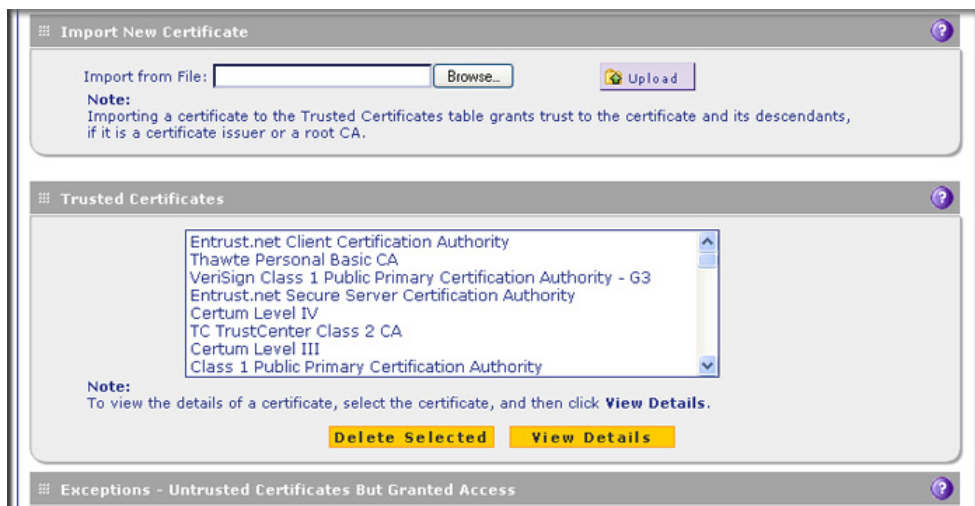 Import New Certificate
?
Import from File:
Browse...
Upload
Note:
Importing a certificate to the Trusted Certificates table grants trust to the certificate and its descendants,
if it is a certificate issuer or a root CA.
Trusted Certificates
?
Entrust.net Client Certification Authority
Thawte Personal Basic CA
VeriSign Class 1 Public Primary Certification Authority - G3
Entrust.net Secure Server Certification Authority
Certum Level IV
TC TrustCenter Class 2 CA
Certum Level III
Class 1 Public Primary Certification Authority
Note:
To view the details of a certificate, select the certificate, and then click View Details.
Delete Selected
View Details
Exceptions - Untrusted Certificates But Granted Access
?